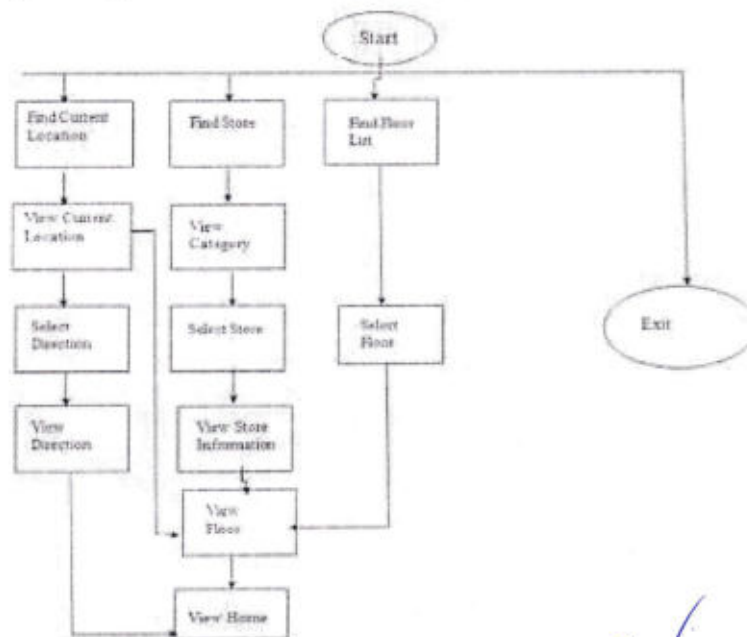 Start
Find Current
Location
Find Store
Find Floor
List
View Current
Location
View
Category
Select
Direction
Select Store
Select
Floor
Exit
View
Direction
View Store
Infromation
View
Floor
View Home